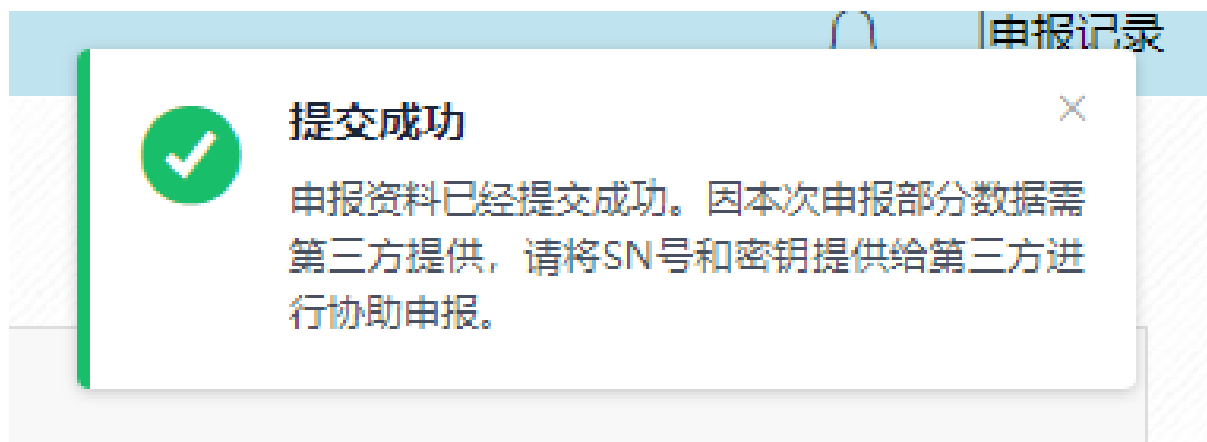 申报记录
提交成功
申报资料已经提交成功。因本次申报部分数据需
第三方提供，请将SN号和密钥提供给第三方进
行协助申报。